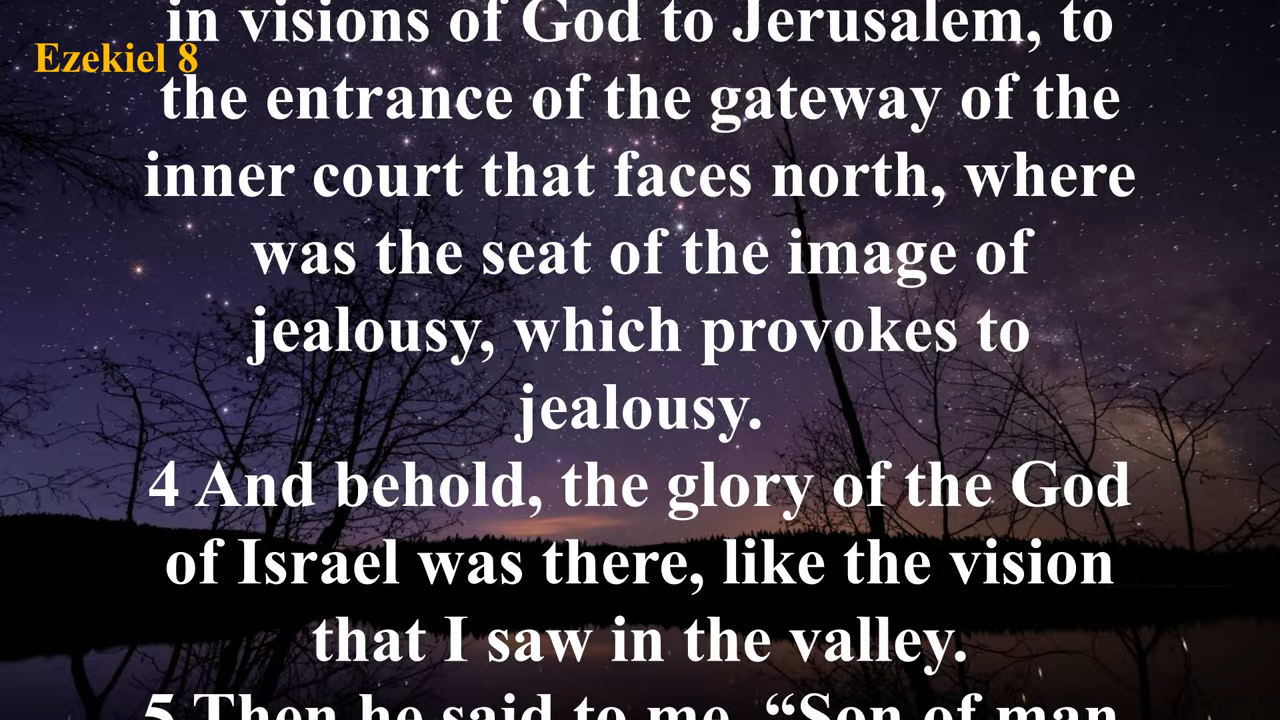 in visions of God to Jerusalem, to
Ezekiel 8
the entrance of the gateway of the
inner court that faces north, where
was the seat of the image of
jealousy, which provokes to
jealousy.
4 And behold, the glory of the God
of Israel was there, like the vision
that I saw in the valley.
5 Then he said to me, “Son of man,